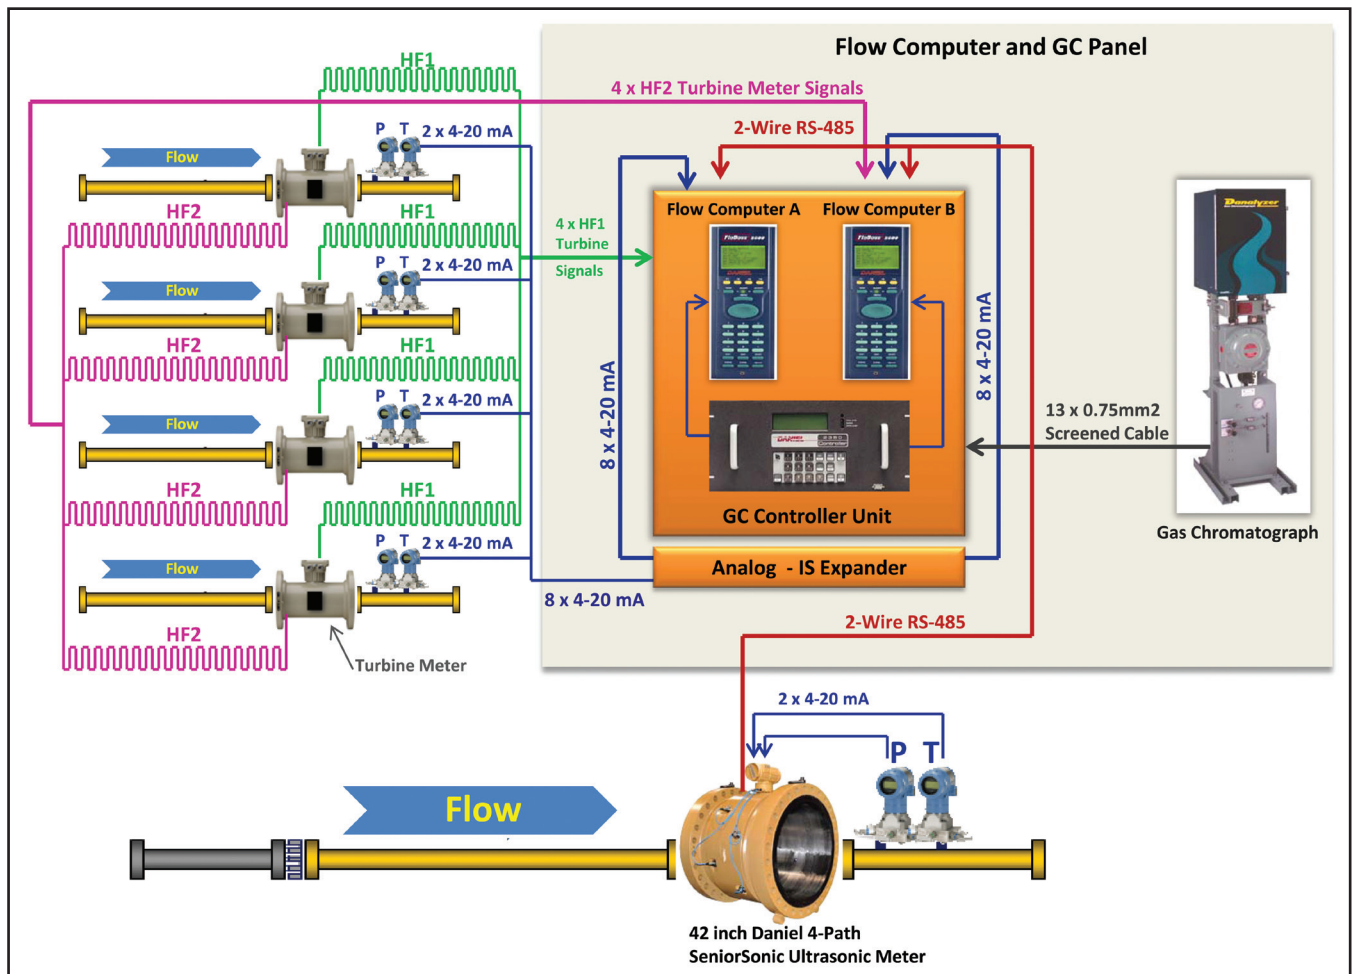 Flow Computer and GC Panel
HF1
4 x HF2 Turbine Meter Signals
2-Wire RS-485
P T 2 x 4-20 mA
Flow
HF2
HF1
Flow Computer A
Flow Computer B
4 x HF1
Turbine
Signals
P T
2 x 4-20 mA
Flow
HF2
HF1
8 x 4-20 mA
8 x 4-20 mA
P T
2 x 4-20 mA
Flow
HF2
HF1
GC Controller Unit
Danalyzer
13 x 0.75mm2
Screened Cable
Gas Chromatograph
P T
2 x 4-20 mA
Flow
HF2
Analog - IS Expander
8 x 4-20 mA
2-Wire RS-485
Turbine Meter
2 x 4-20 mA
P T
Flow
42 inch Daniel 4-Path
SeniorSonic Ultrasonic Meter